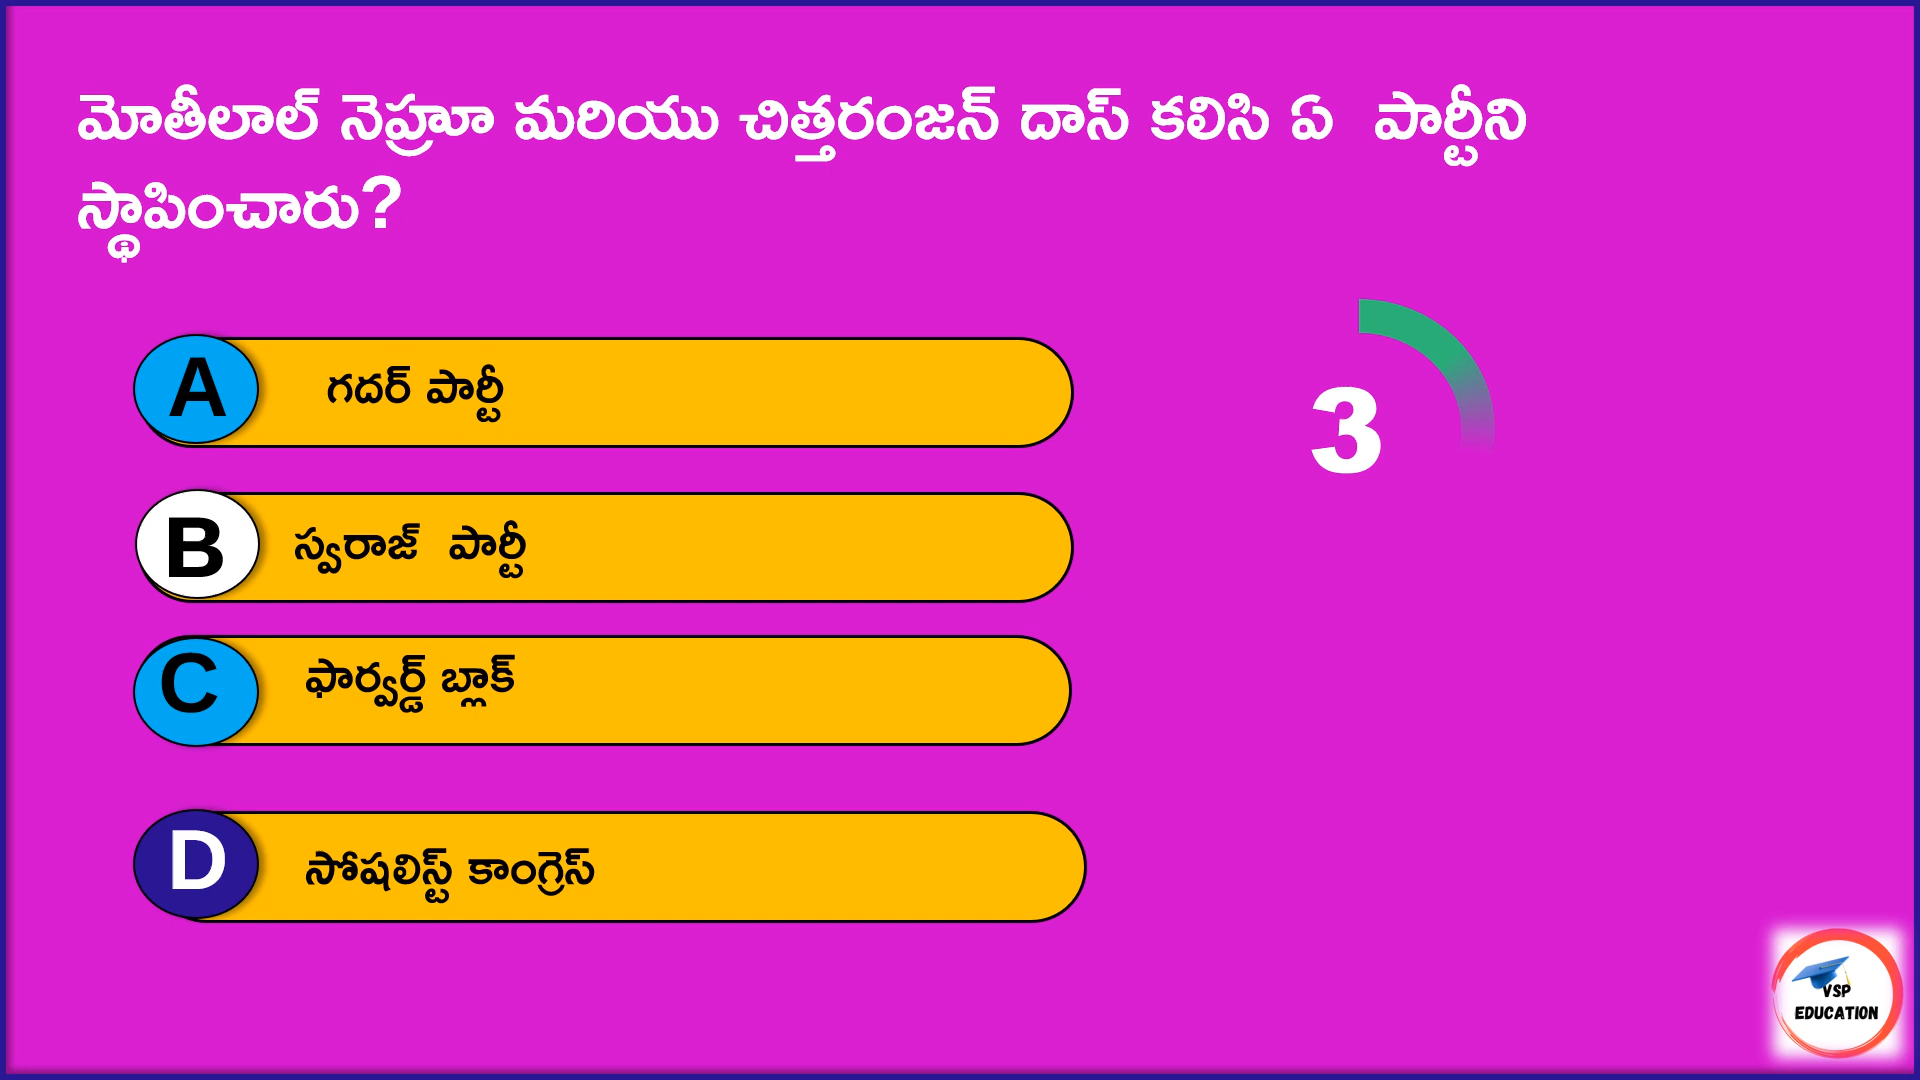 మోతీలాల్ నెహ్రూ మరియు చిత్తరంజన్ దాస్ కలిసి ఏ  పార్టీని
స్థాపించారు?
A గదర్ పార్టీ
3
B స్వరాజ్  పార్టీ
C ఫార్వర్డ్ బ్లాక్
D సోషలిస్ట్ కాంగ్రెస్
VSP
EDUCATION